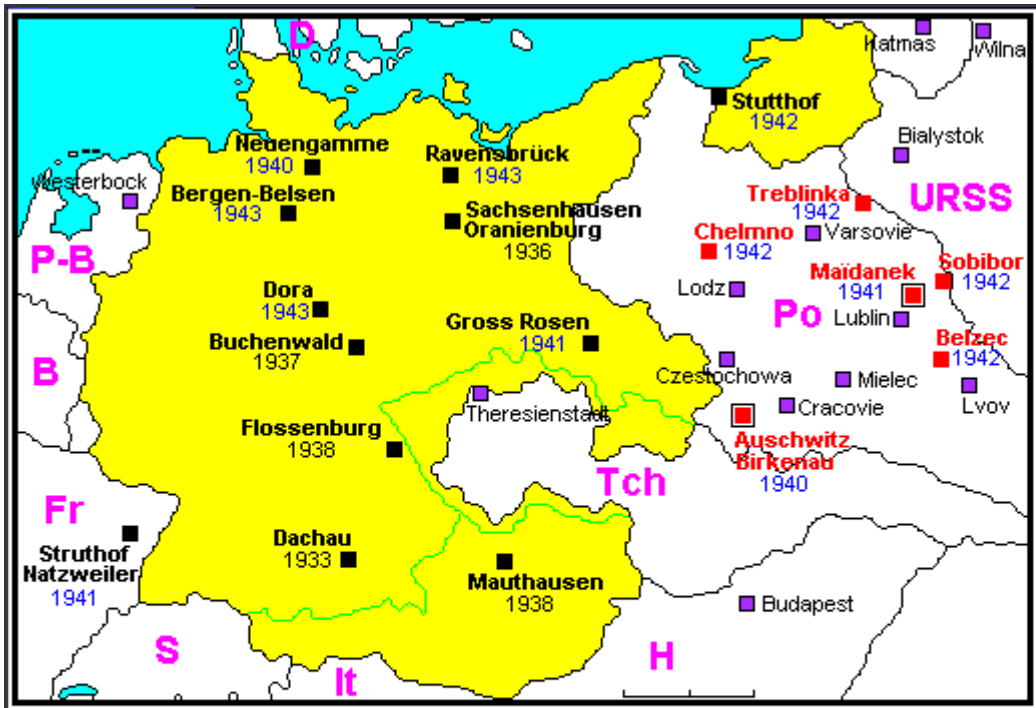 D
Katmas
Wilna
Stutthof
1942
Neuengamme
1940
Ravensbrück
1943
Bialystok
Westerbock
Bergen-Belsen
1943
Treblinka
1942
URSS
Sachsenhausen
Oranienburg
1936
Chelmno
1942
Varsovie
P-B
Maïdanek
1941
Sobibor
1942
Dora
1943
Lodz
Po
Lublin
Gross Rosen
1941
Buchenwald
1937
Belzec
1942
B
Czestochowa
Mielec
Lvov
Theresienstadt
Cracovie
Flossenburg
1938
Auschwitz
Birkenau
1940
Tch
Fr
Struthof
Natzweiler
1941
Dachau
1933
Mauthausen
1938
Budapest
S
It
H